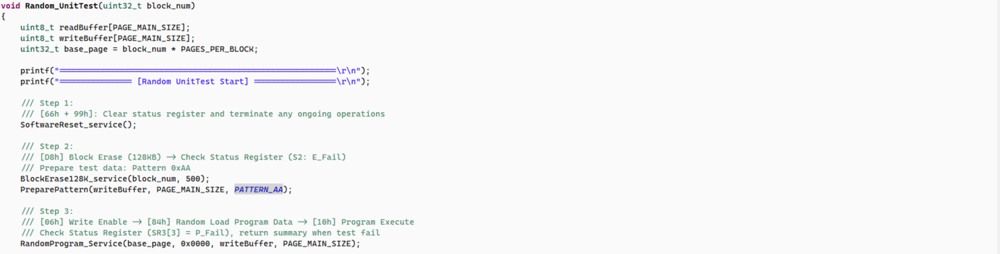 void Random_UnitTest(uint32_t block_num)
{
uint8_t readBuffer[PAGE_MAIN_SIZE];
uint8_t writeBuffer[PAGE_MAIN_SIZE];
uint32_t base_page = block_num * PAGES_PER_BLOCK;
printf("===================================================\r\n");
printf("============== [Random UnitTest Start] ===============\r\n");
/// Step 1:
/// [66h + 99h]: Clear status register and terminate any ongoing operations
SoftwareReset_service();
/// Step 2:
/// [D8h] Block Erase (128KB) -> Check Status Register (S2: E_Fail)
/// Prepare test data: Pattern 0xAA
BlockErase128K_service(block_num, 500);
PreparePattern(writeBuffer, PAGE_MAIN_SIZE, PATTERN_AA);
/// Step 3:
/// [06h] Write Enable -> [84h] Random Load Program Data -> [10h] Program Execute
/// Check Status Register (SR3[3] = P_Fail), return summary when test fail
RandomProgram_Service(base_page, 0x0000, writeBuffer, PAGE_MAIN_SIZE);